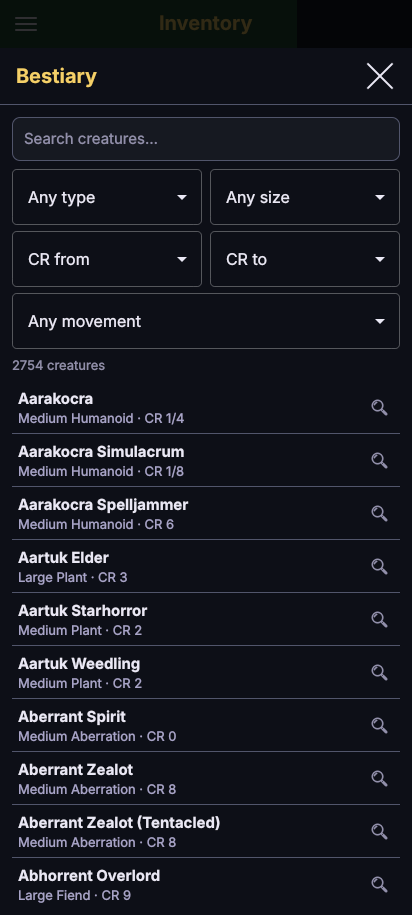 Inventory
Bestiary
Search creatures...
Any type
Any size
CR from
CR to
Any movement
2754 creatures
Aarakocra
Medium Humanoid · CR 1/4
Aarakocra Simulacrum
Medium Humanoid · CR 1/8
Aarakocra Spelljammer
Medium Humanoid · CR 6
Aartuk Elder
Large Plant · CR 3
Aartuk Starhorror
Medium Plant · CR 2
Aartuk Weedling
Medium Plant · CR 2
Aberrant Spirit
Medium Aberration · CR 0
Aberrant Zealot
Medium Aberration · CR 8
Aberrant Zealot (Tentacled)
Medium Aberration · CR 8
Abhorrent Overlord
Large Fiend · CR 9